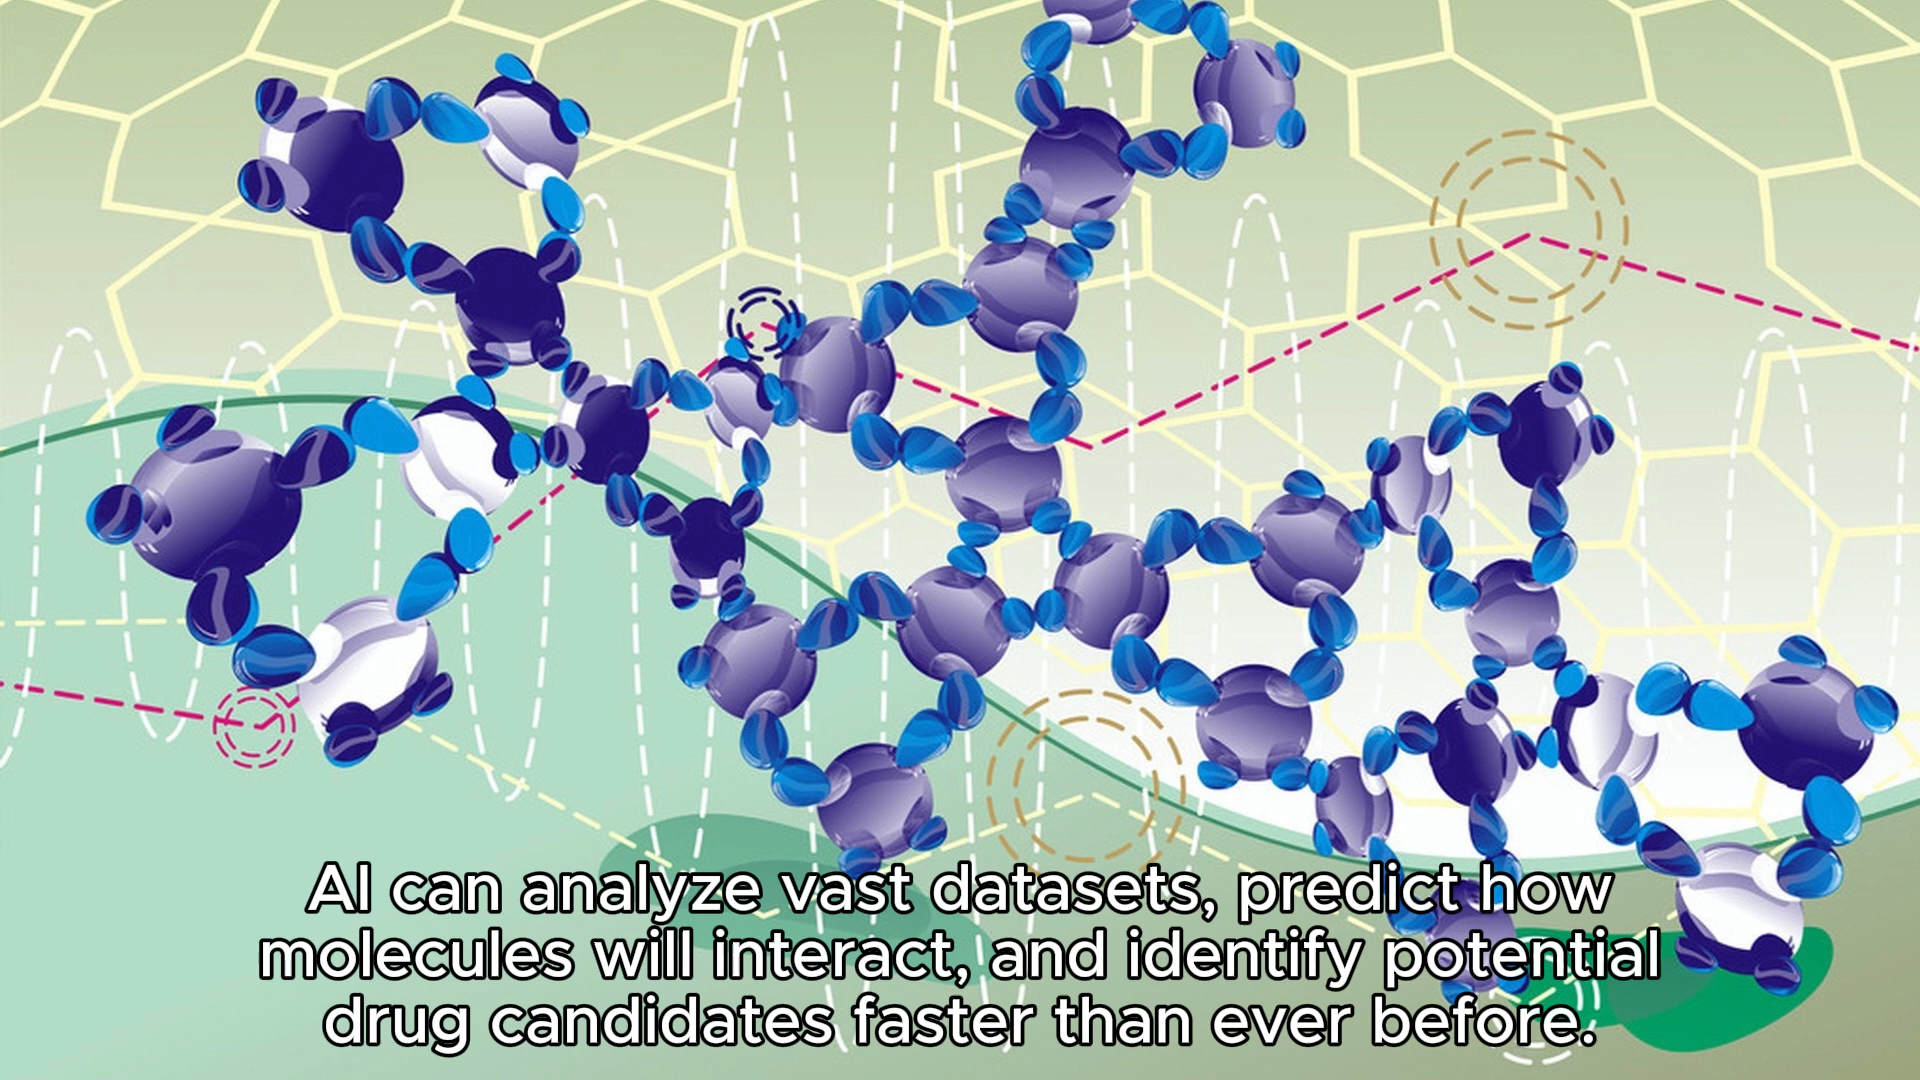 AI can analyze vast datasets, predict how
molecules will interact, and identify potential
drug candidates faster than ever before.